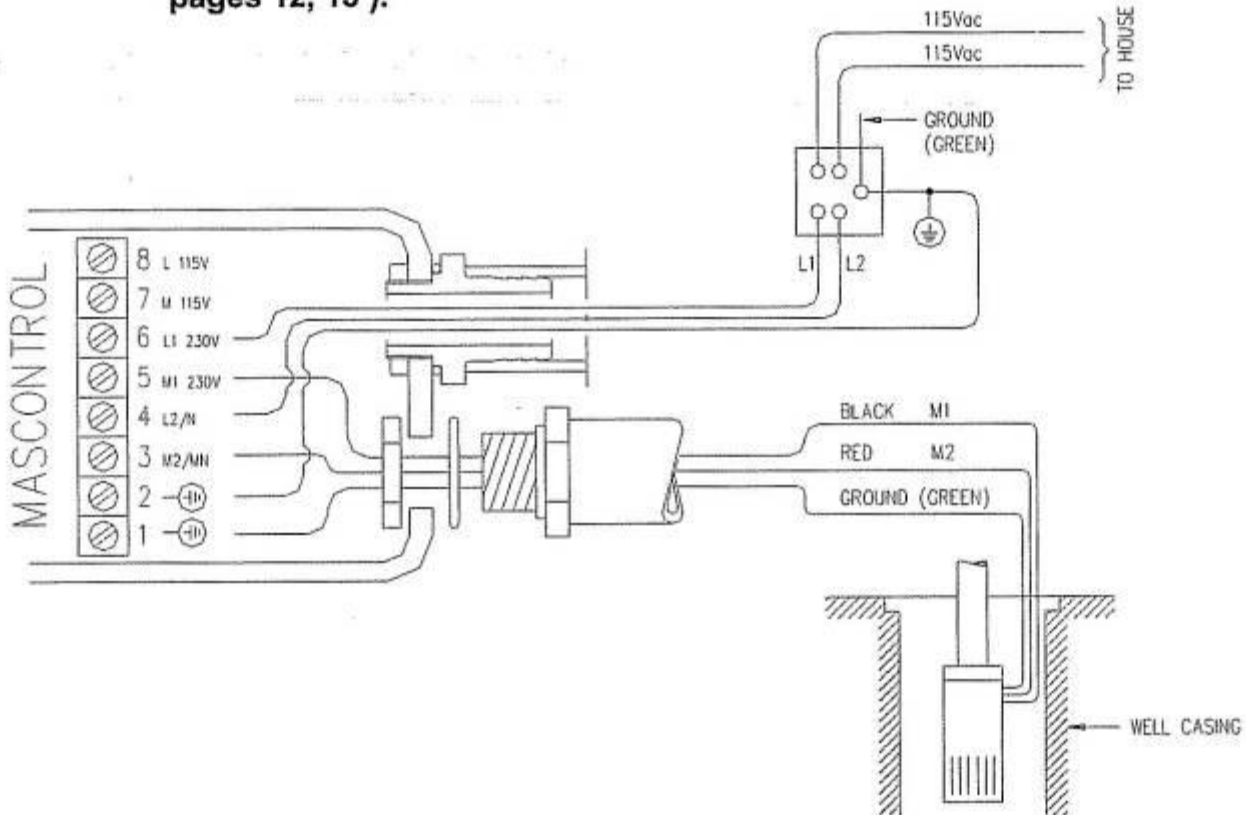 pages 12, 13 ).
115Vac
115Vac
TO HOUSE
GROUND
(GREEN)
L1 L2
MASCONTROL
8 L 115V
7 M 115V
6 L1 230V
5 M1 230V
4 L2/N
3 M2/MN
2
1
BLACK M1
RED M2
GROUND (GREEN)
WELL CASING